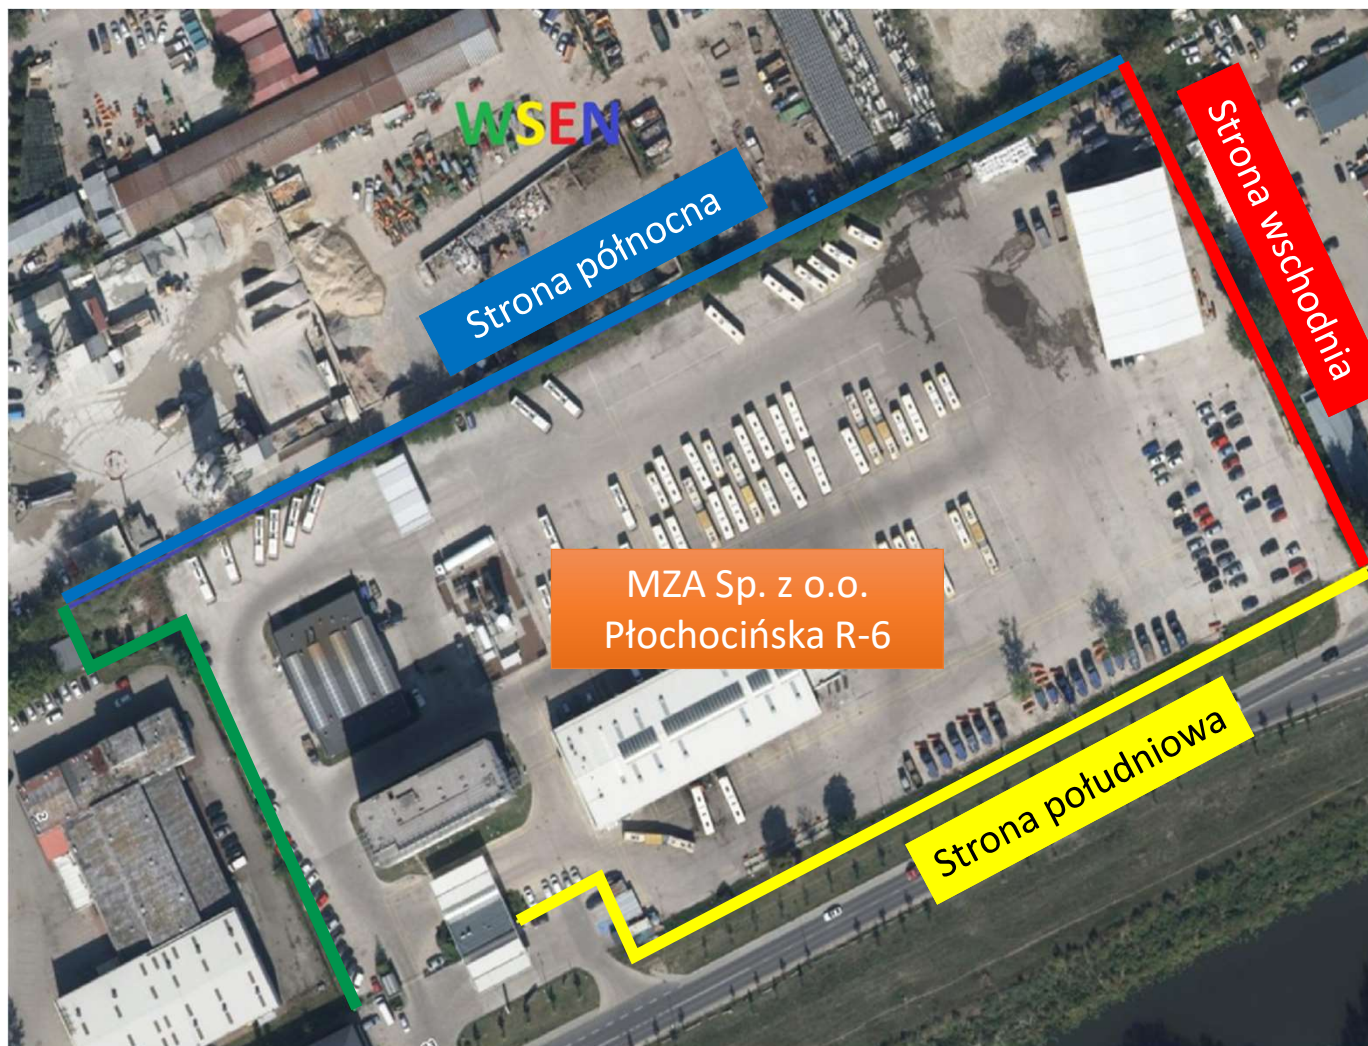 WSEN
Strona północna
Strona wschodnia
MZA Sp. z o.o.
Płochocińska R-6
Strona południowa